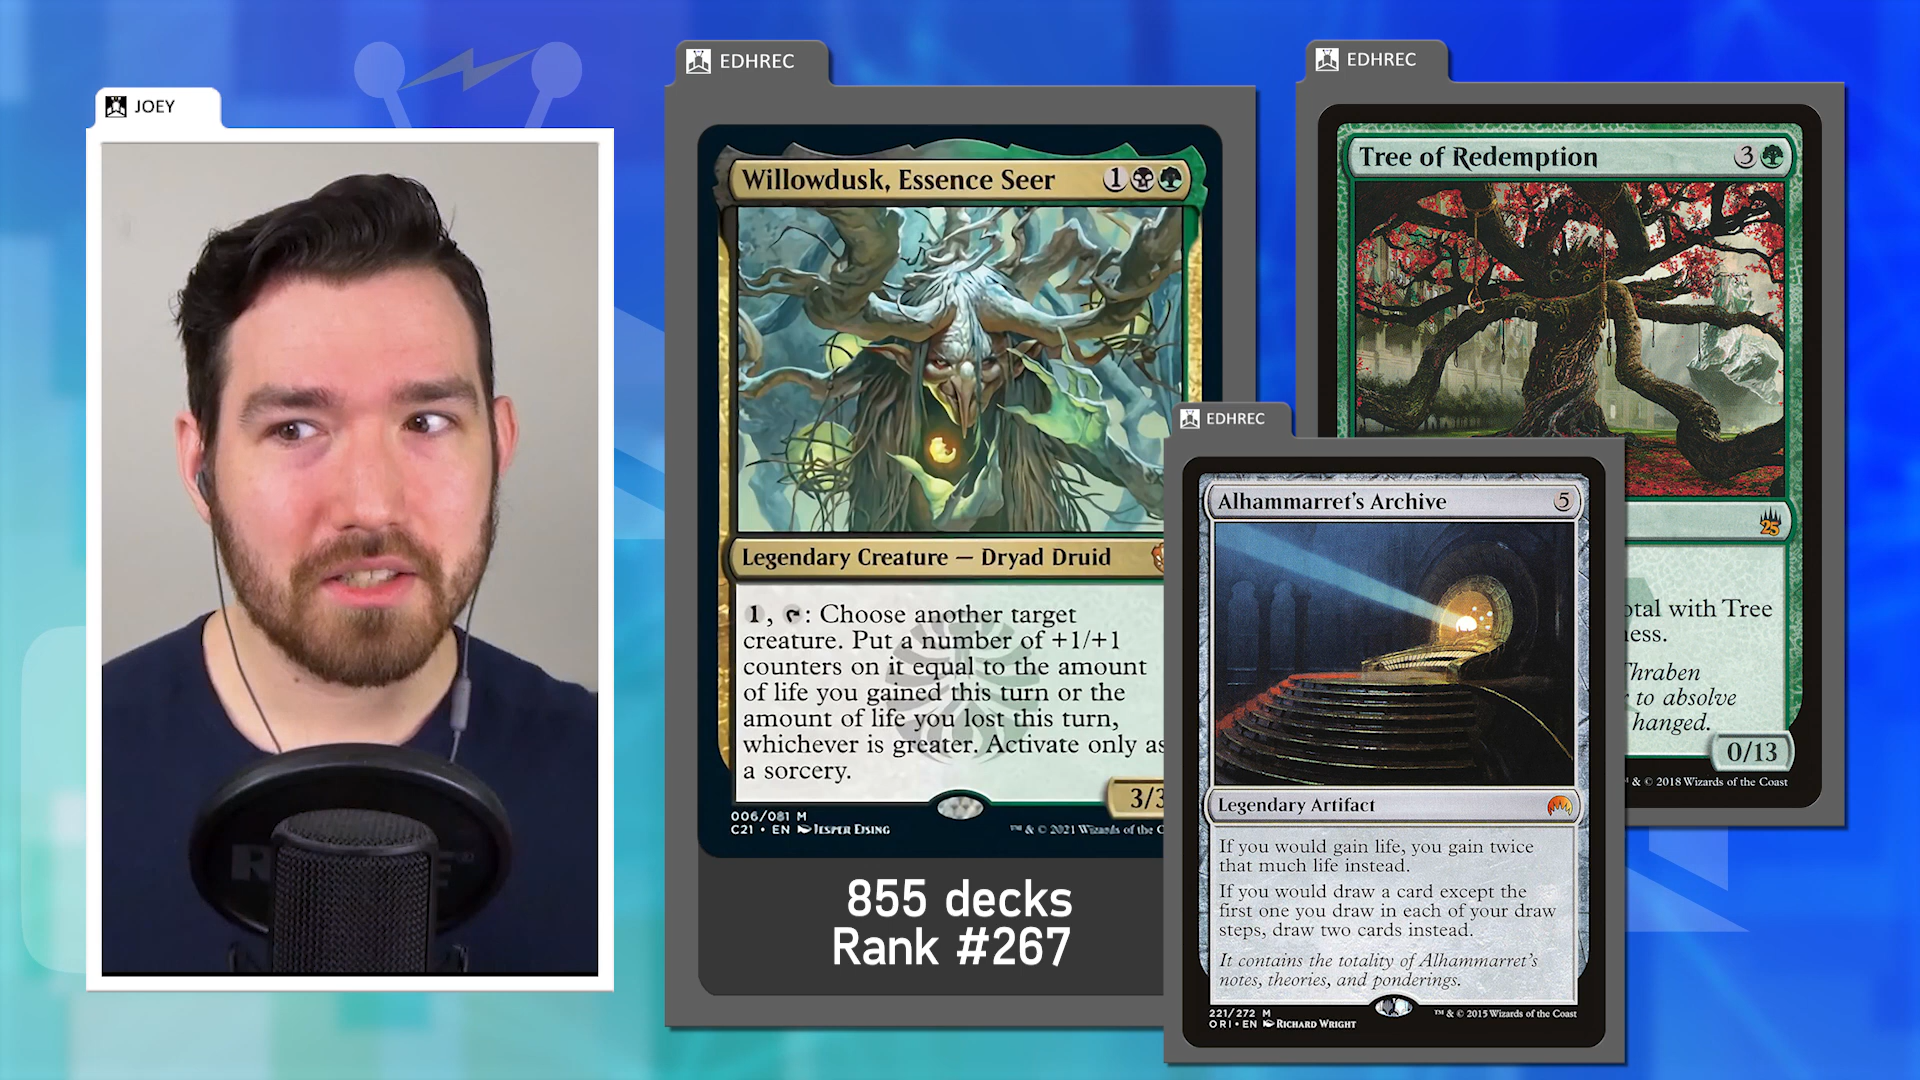 JOEY
EDHREC
Willowdusk, Essence Seer 1
Legendary Creature — Dryad Druid
1, : Choose another target
creature. Put a number of +1/+1
counters on it equal to the amount
of life you gained this turn or the
amount of life you lost this turn,
whichever is greater. Activate only as
a sorcery.
3/3
006/081 M
C21 • EN JESPER EJSING
™ & © 2021 Wizards of the C
855 decks
Rank #267
EDHREC
Tree of Redemption 3
25
otal with Tree
ness.
Thraben
to absolve
hanged.
0/13
& © 2018 Wizards of the Coast
EDHREC
Alhammarret's Archive 5
Legendary Artifact
If you would gain life, you gain twice
that much life instead.
If you would draw a card except the
first one you draw in each of your draw
steps, draw two cards instead.
It contains the totality of Alhammarret's
notes, theories, and ponderings.
221/272 M
ORI • EN RICHARD WRIGHT
™ & © 2015 Wizards of the Coast